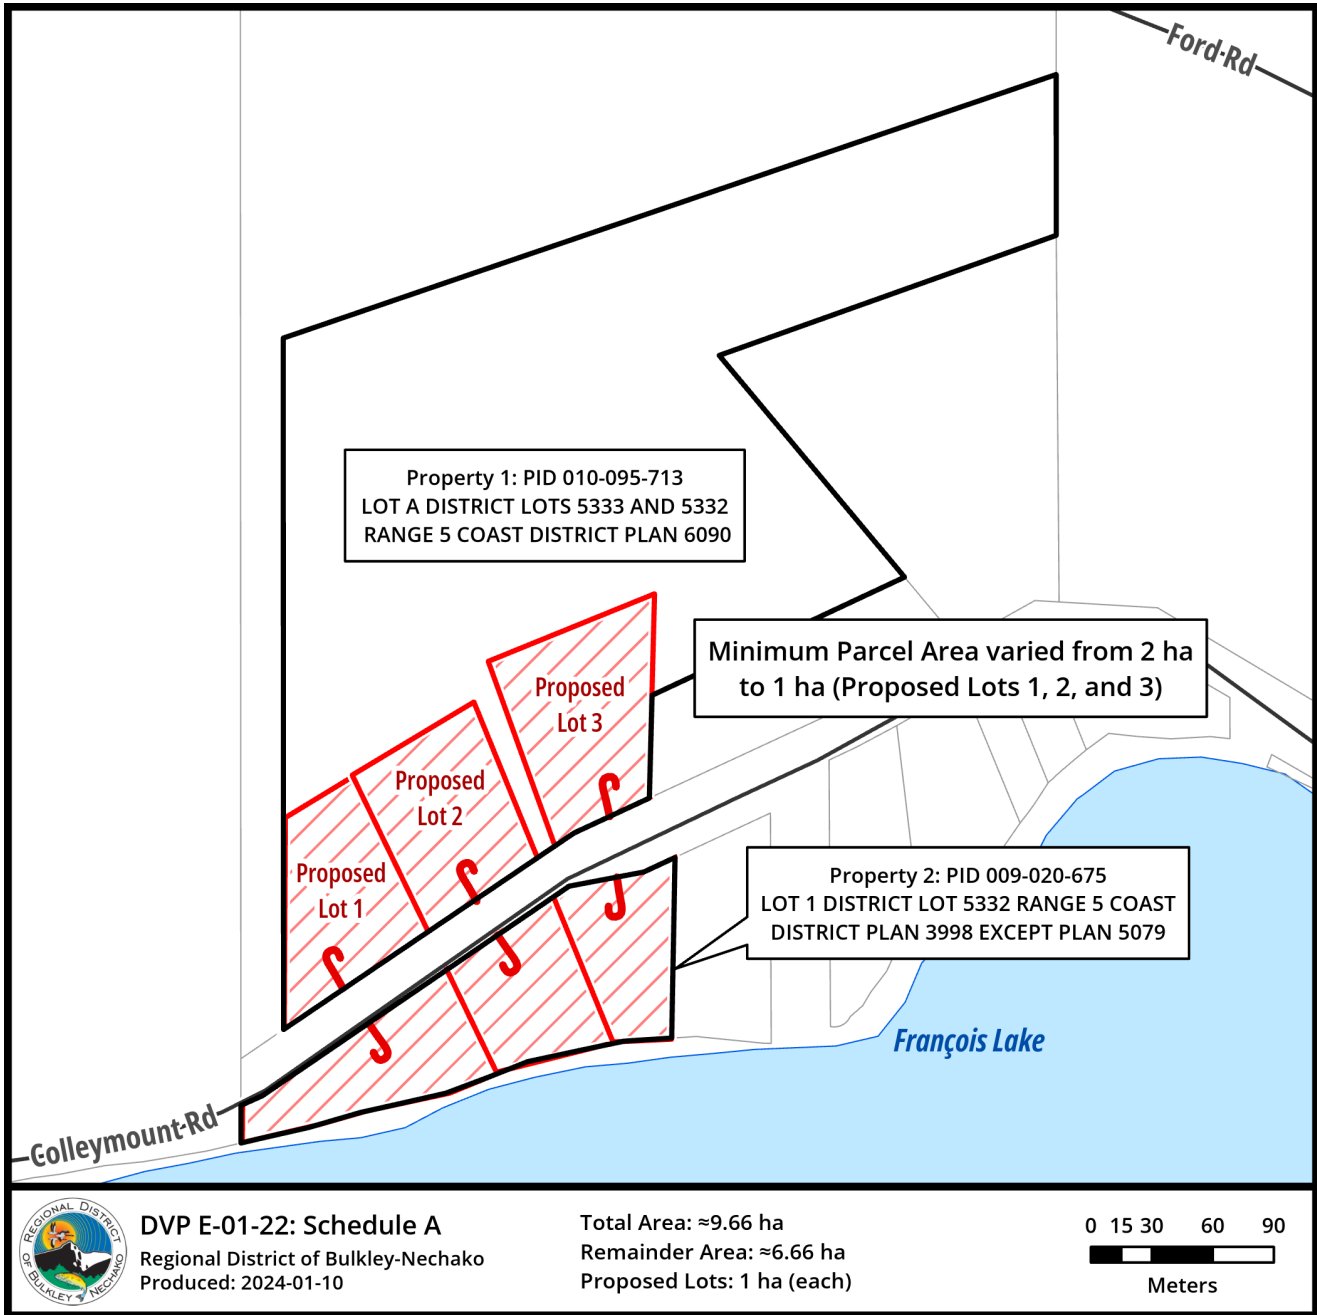 Ford Rd
Property 1: PID 010-095-713
LOT A DISTRICT LOTS 5333 AND 5332
RANGE 5 COAST DISTRICT PLAN 6090
Minimum Parcel Area varied from 2 ha
to 1 ha (Proposed Lots 1, 2, and 3)
Proposed
Lot 3
Proposed
Lot 2
Proposed
Lot 1
Property 2: PID 009-020-675
LOT 1 DISTRICT LOT 5332 RANGE 5 COAST
DISTRICT PLAN 3998 EXCEPT PLAN 5079
François Lake
Colleymount Rd
REGIONAL DISTRICT
OF BULKLEY NECHAKO
DVP E-01-22: Schedule A
Regional District of Bulkley-Nechako
Produced: 2024-01-10
Total Area: ≈9.66 ha
Remainder Area: ≈6.66 ha
Proposed Lots: 1 ha (each)
0 15 30 60 90
Meters